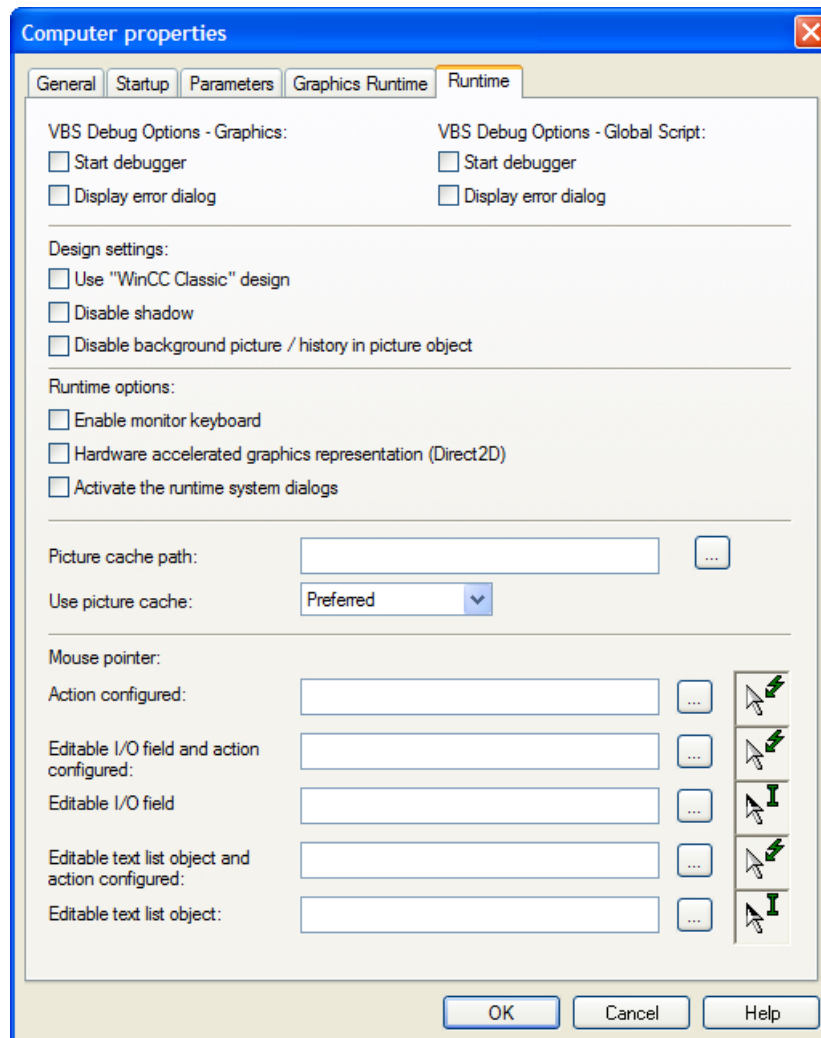 Computer properties
General Startup Parameters Graphics Runtime Runtime
VBS Debug Options - Graphics: VBS Debug Options - Global Script:
Start debugger Start debugger
Display error dialog Display error dialog
Design settings:
Use "WinCC Classic" design
Disable shadow
Disable background picture / history in picture object
Runtime options:
Enable monitor keyboard
Hardware accelerated graphics representation (Direct2D)
Activate the runtime system dialogs
Picture cache path: ...
Use picture cache: Preferred
Mouse pointer:
Action configured: ...
Editable I/O field and action
configured: ...
Editable I/O field ...
Editable text list object and
action configured: ...
Editable text list object: ...
OK Cancel Help